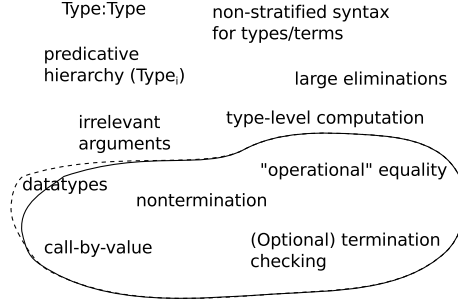 Type:Type
non-stratified syntax
for types/terms
predicative
hierarchy (Typeᵢ)
large eliminations
irrelevant
arguments
type-level computation
"operational" equality
datatypes
nontermination
call-by-value
(Optional) termination
checking